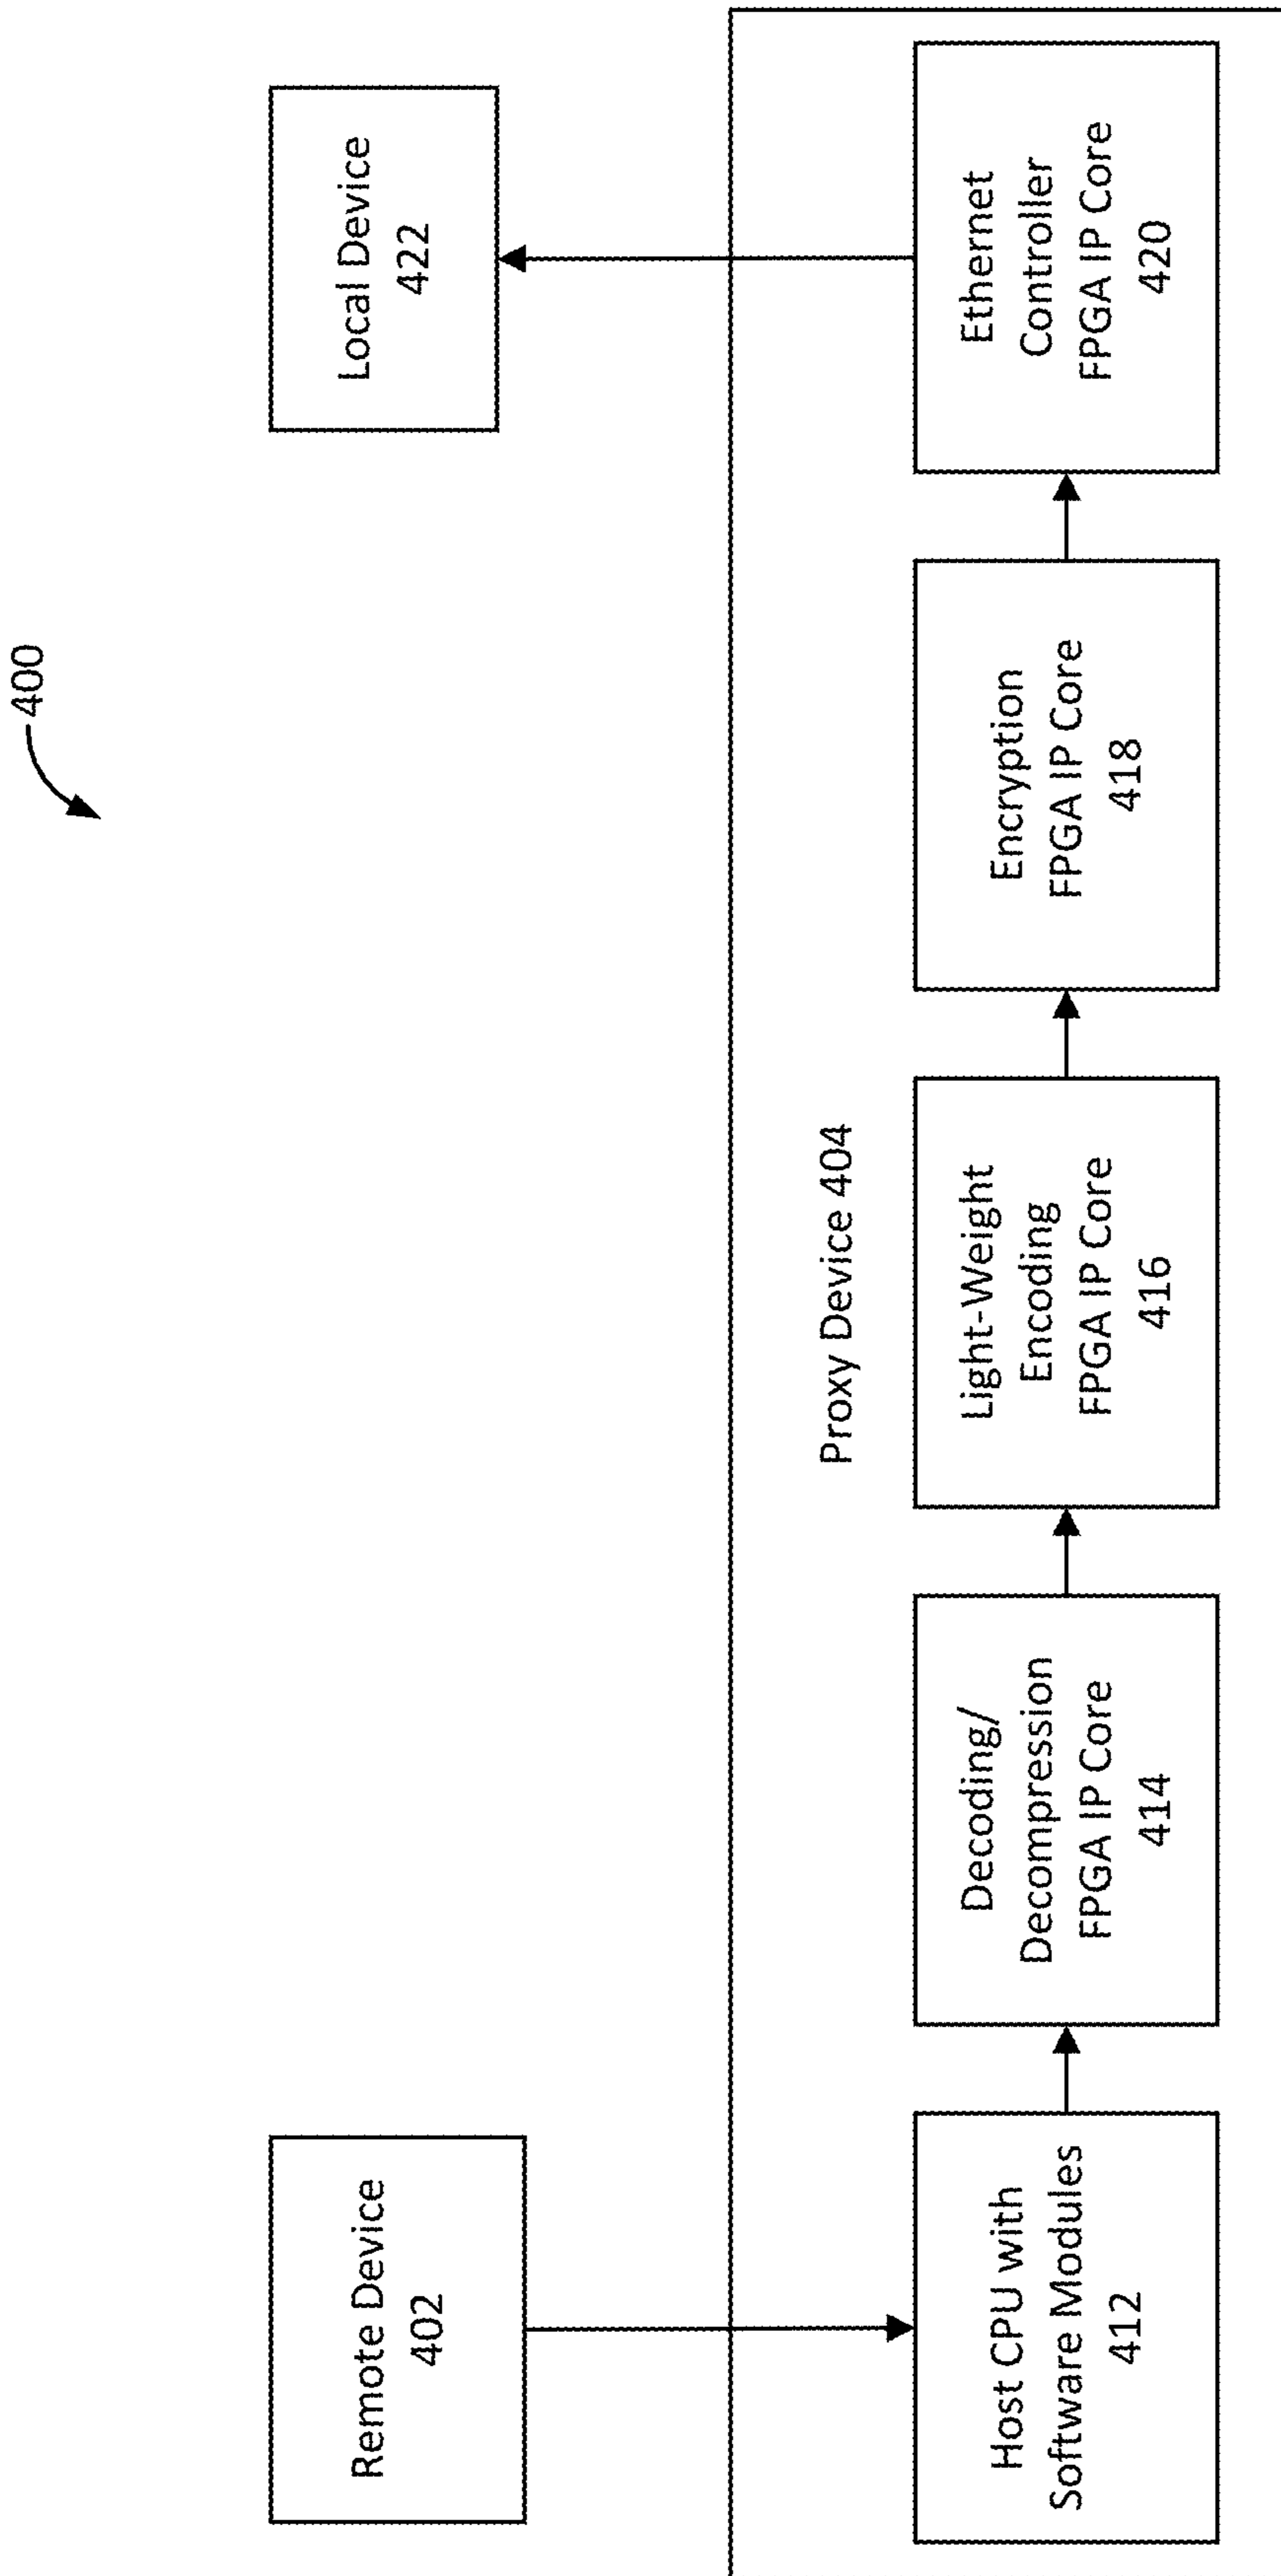 400
Remote Device
402
Local Device
422
Proxy Device 404
Host CPU with
Software Modules
412
Decoding/
Decompression
FPGA IP Core
414
Light-Weight
Encoding
FPGA IP Core
416
Encryption
FPGA IP Core
418
Ethernet
Controller
FPGA IP Core
420